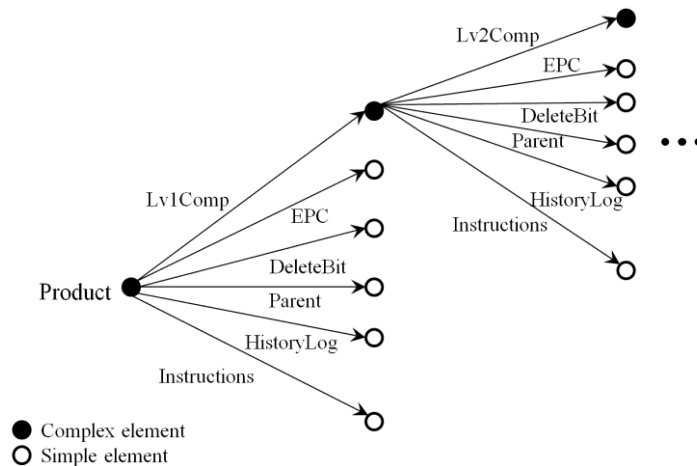 Lv2Comp
EPC
DeleteBit
Parent
HistoryLog
Instructions
Lv1Comp
EPC
DeleteBit
Product
Parent
HistoryLog
Instructions
Complex element
Simple element